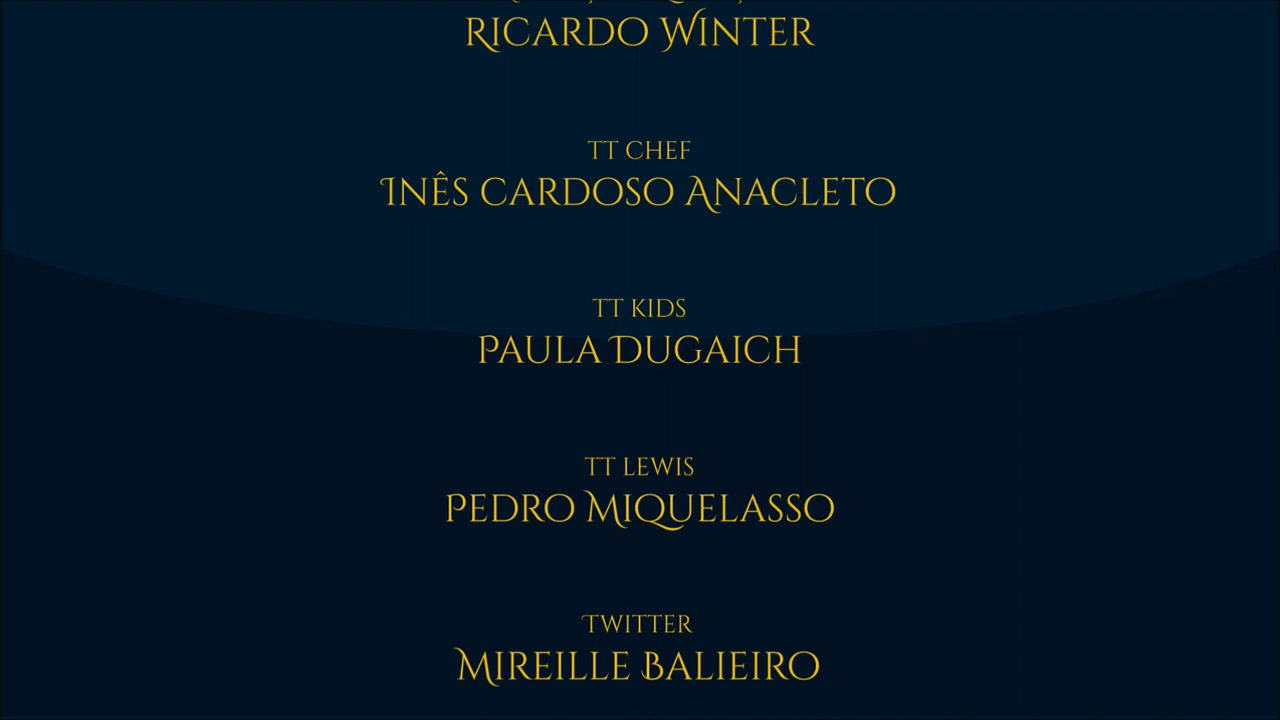 Ricardo Winter
TT Chef
Inês Cardoso Anacleto
TT Kids
Paula Dugaich
TT Lewis
Pedro Miquelasso
Twitter
Mireille Balieiro